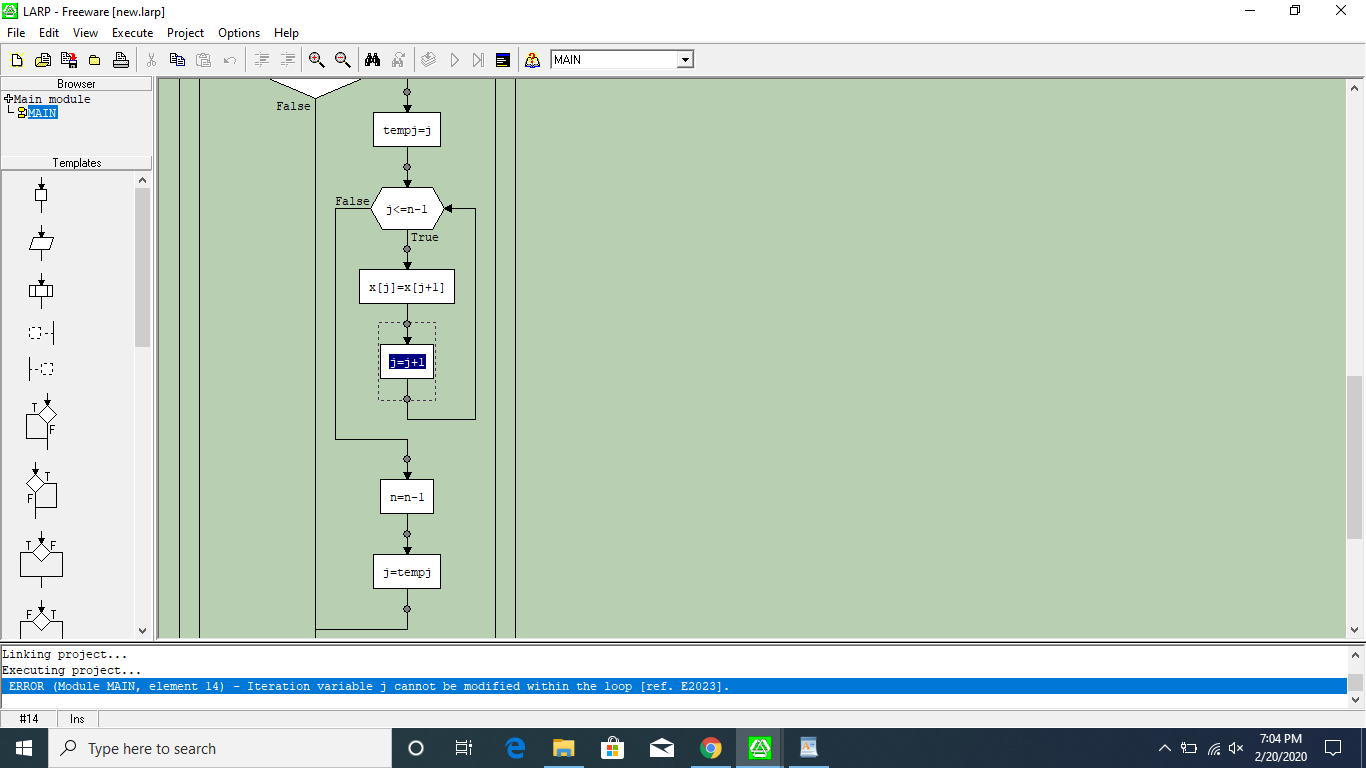 LARP - Freeware [new.larp]
File Edit View Execute Project Options Help
MAIN
Browser
Main module
MAIN
Templates
T
F
T
F
T F
F T
False
tempj=j
False
j<=n-1
True
x[j]=x[j+1]
j=j+1
n=n-1
j=tempj
Linking project...
Executing project...
ERROR (Module MAIN, element 14) - Iteration variable j cannot be modified within the loop [ref. E2023].
#14 Ins
Type here to search
7:04 PM
2/20/2020